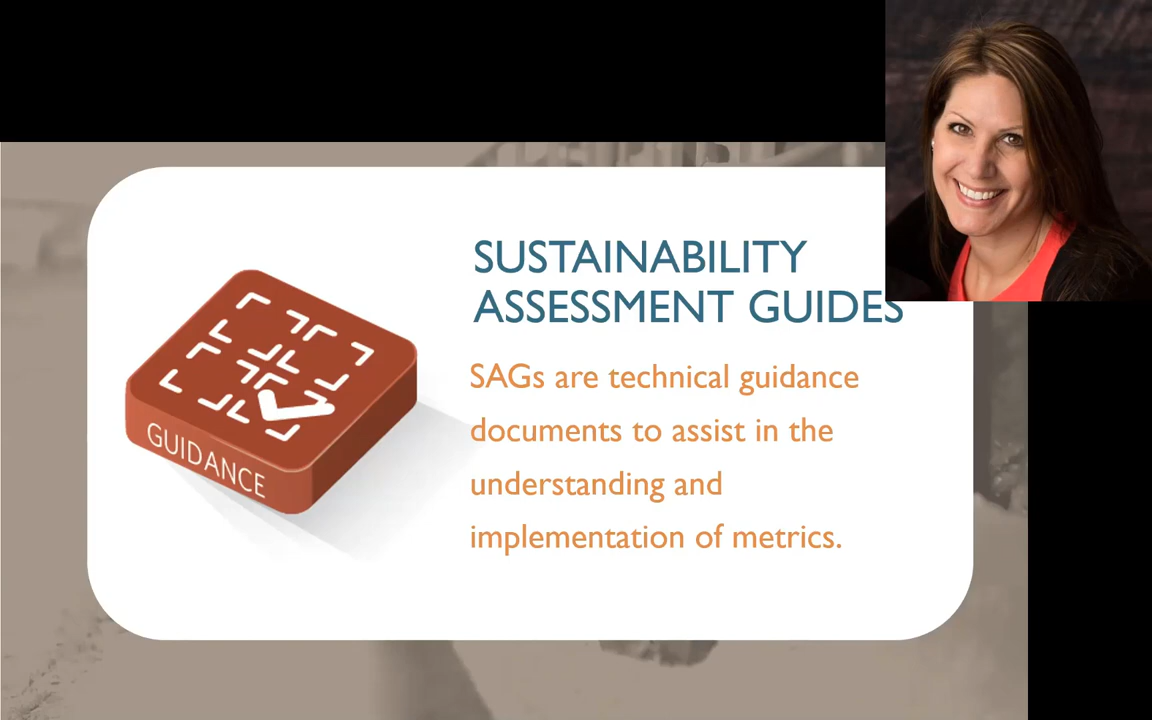 SUSTAINABILITY
ASSESSMENT GUIDES
SAGs are technical guidance
documents to assist in the
understanding and
implementation of metrics.
GUIDANCE